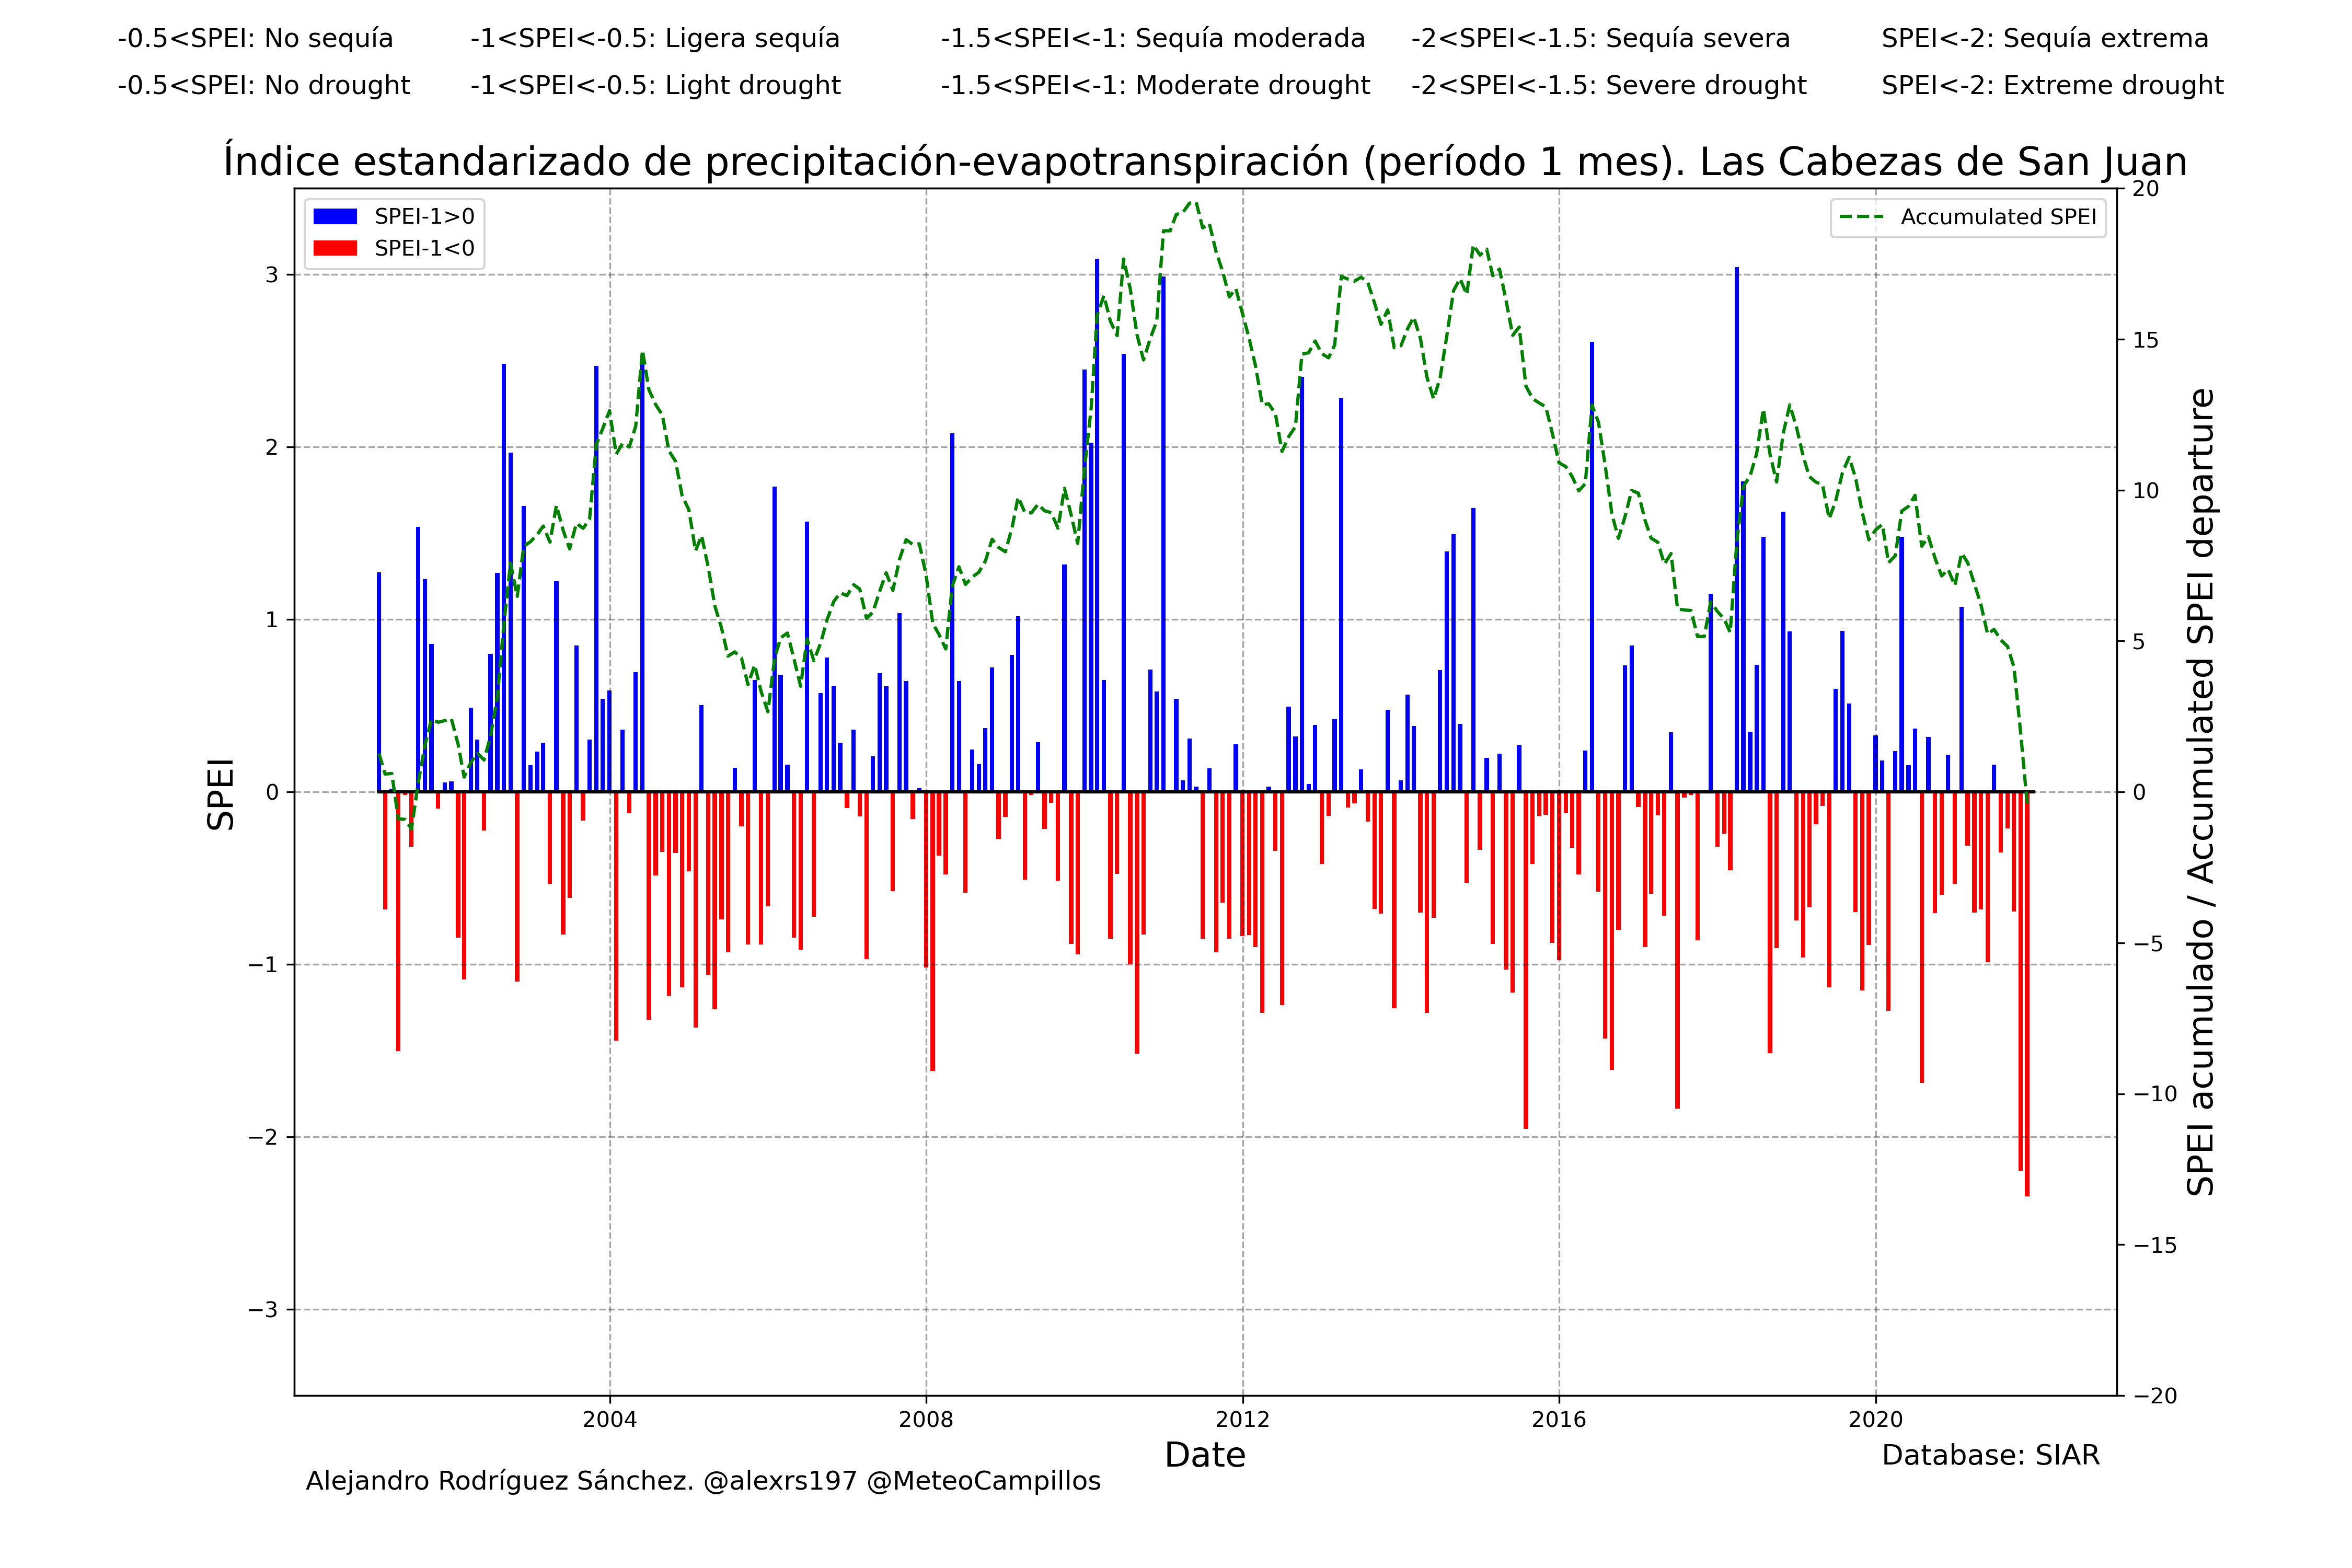 -0.5<SPEI: No sequía -1<SPEI<-0.5: Ligera sequía -1.5<SPEI<-1: Sequía moderada -2<SPEI<-1.5: Sequía severa SPEI<-2: Sequía extrema
-0.5<SPEI: No drought -1<SPEI<-0.5: Light drought -1.5<SPEI<-1: Moderate drought -2<SPEI<-1.5: Severe drought SPEI<-2: Extreme drought
Índice estandarizado de precipitación-evapotranspiración (período 1 mes). Las Cabezas de San Juan
SPEI-1>0
SPEI-1<0
Accumulated SPEI
SPEI
3
2
1
0
−1
−2
−3
20
15
10
5
0
−5
−10
−15
−20
SPEI acumulado / Accumulated SPEI departure
2004 2008 2012 2016 2020
Date
Database: SIAR
Alejandro Rodríguez Sánchez. @alexrs197 @MeteoCampillos